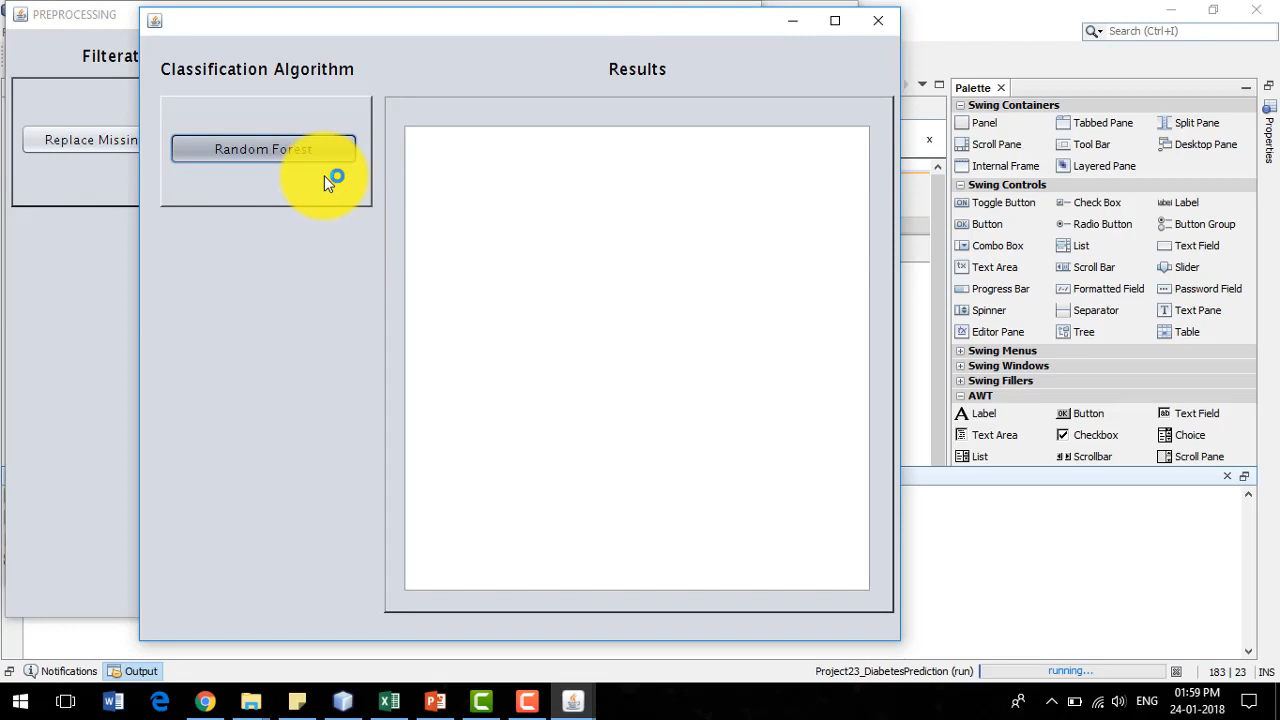 PREPROCESSING
Search (Ctrl+I)
Filterat
Replace Missin
Classification Algorithm
Random Forest
Results
Palette
Swing Containers
Panel Tabbed Pane Split Pane
Scroll Pane Tool Bar Desktop Pane
Internal Frame Layered Pane
Swing Controls
Toggle Button Check Box Label
Button Radio Button Button Group
Combo Box List Text Field
Text Area Scroll Bar Slider
Progress Bar Formatted Field Password Field
Spinner Separator Text Pane
Editor Pane Tree Table
Swing Menus
Swing Windows
Swing Fillers
AWT
Label Button Text Field
Text Area Checkbox Choice
List Scrollbar Scroll Pane
Properties
Notifications Output Project23_DiabetesPrediction (run) running... 183 | 23 INS
ENG 01:59 PM
24-01-2018